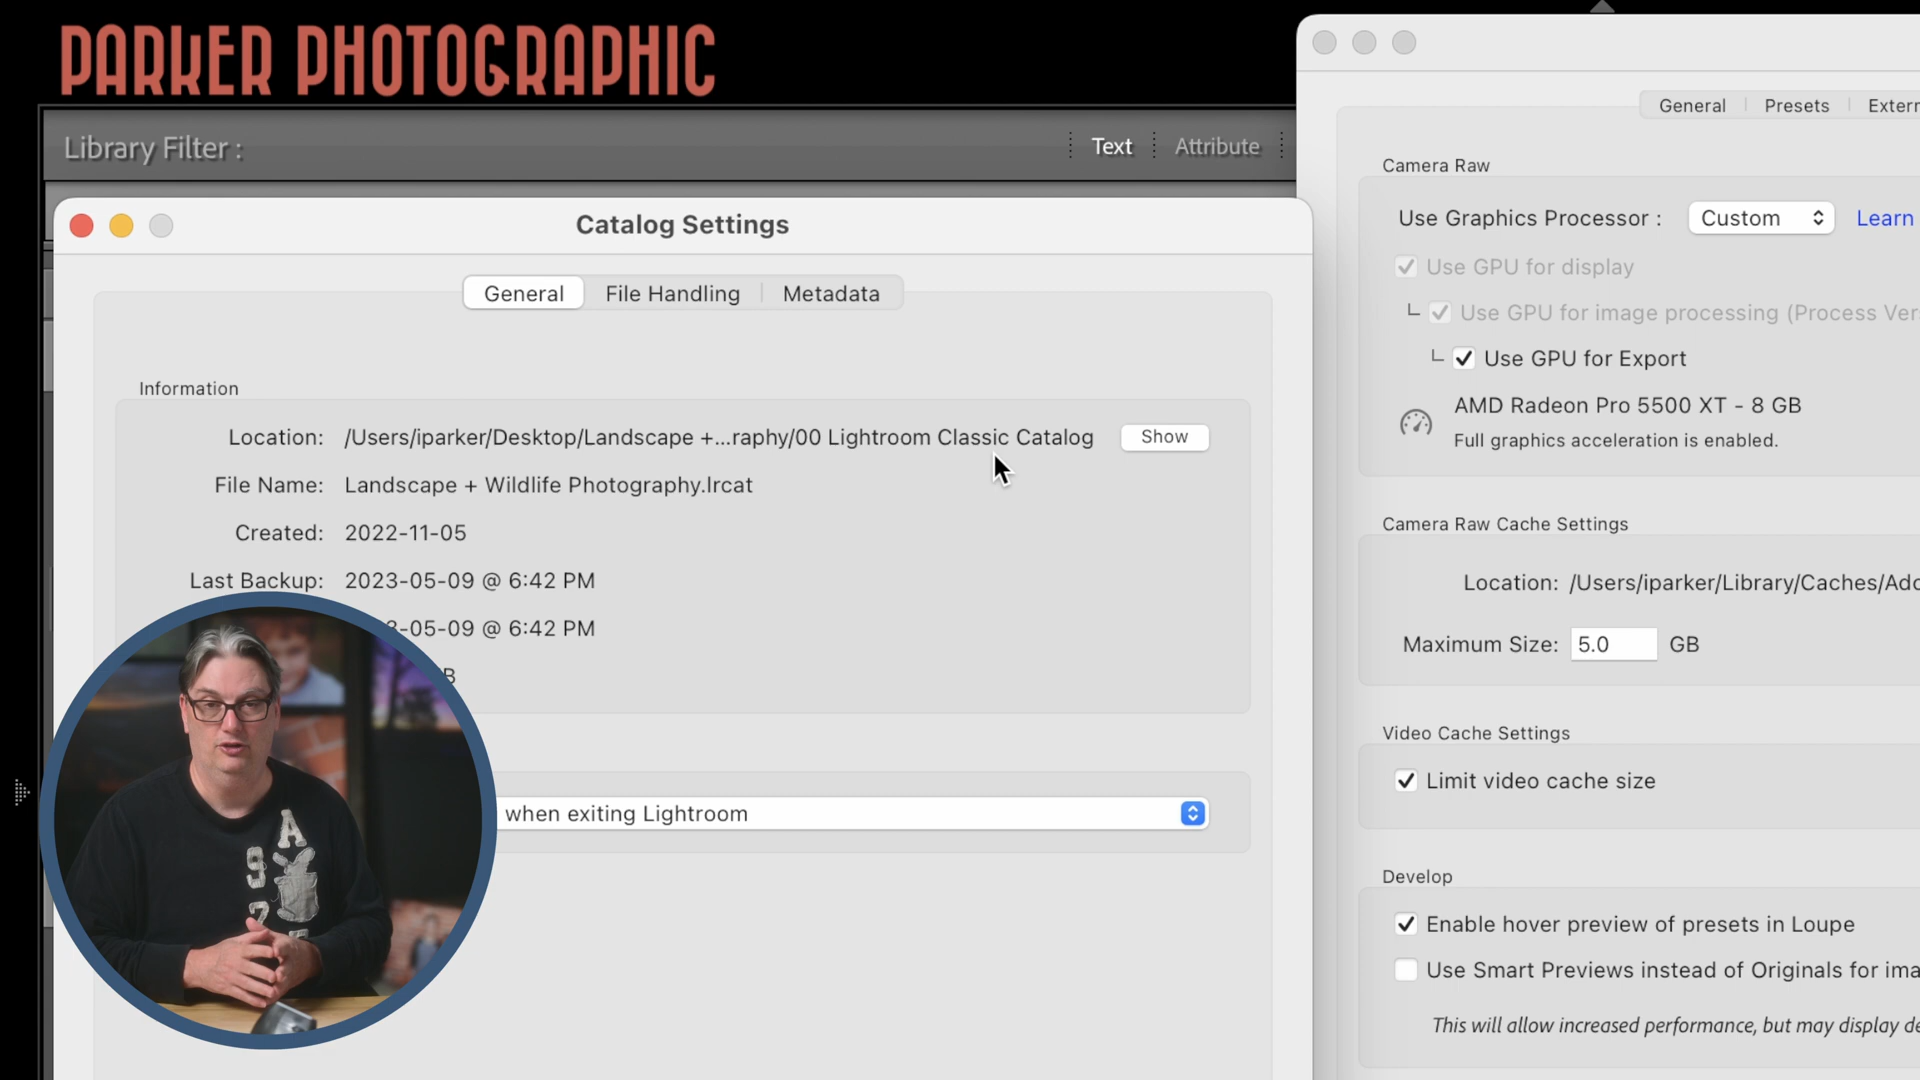 PARKER PHOTOGRAPHIC
Library Filter :
Text
Attribute
Catalog Settings
General
File Handling
Metadata
Information
Location: /Users/iparker/Desktop/Landscape +...raphy/00 Lightroom Classic Catalog
Show
File Name: Landscape + Wildlife Photography.lrcat
Created: 2022-11-05
Last Backup: 2023-05-09 @ 6:42 PM
-05-09 @ 6:42 PM
B
when exiting Lightroom
General
Presets
Extern
Camera Raw
Use Graphics Processor : Custom Learn
Use GPU for display
Use GPU for image processing (Process Ver
Use GPU for Export
AMD Radeon Pro 5500 XT - 8 GB
Full graphics acceleration is enabled.
Camera Raw Cache Settings
Location: /Users/iparker/Library/Caches/Ado
Maximum Size: 5.0 GB
Video Cache Settings
Limit video cache size
Develop
Enable hover preview of presets in Loupe
Use Smart Previews instead of Originals for ima
This will allow increased performance, but may display de
A
9